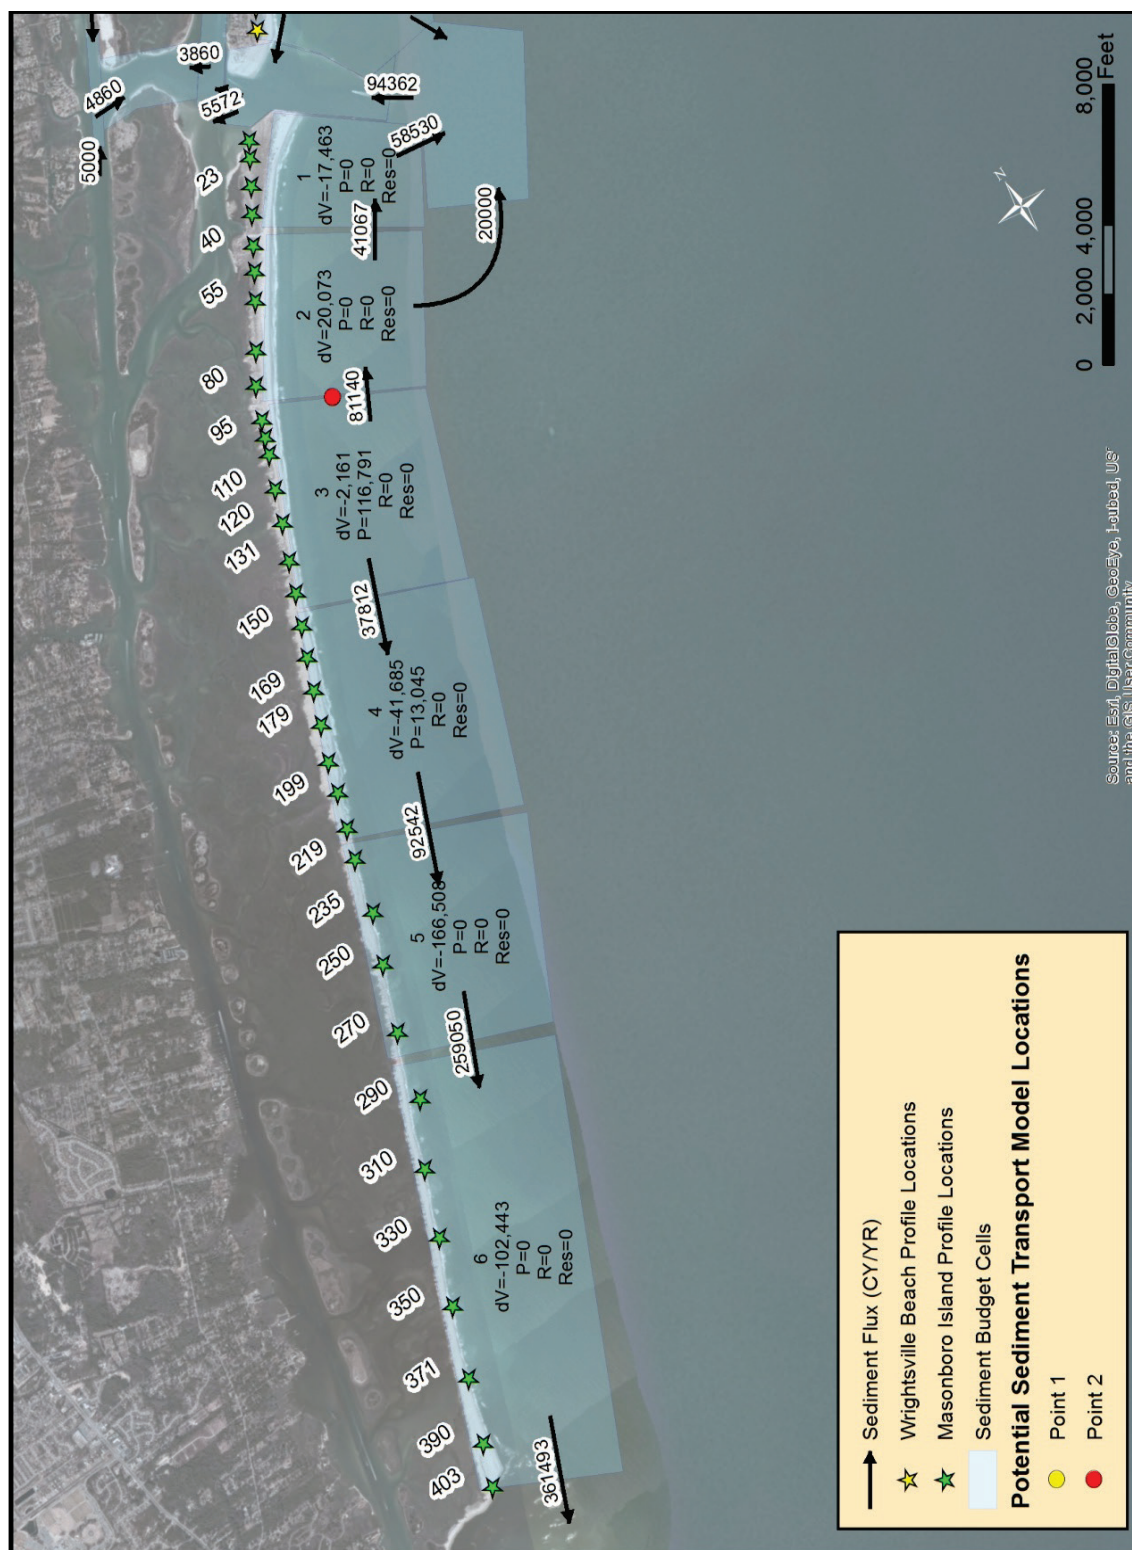 3860
4860
5572
5000
94362
58530
20000
41067
81140
37812
92542
259050
361493
23
40
55
80
95
110
120
131
150
169
179
199
219
235
250
270
290
310
330
350
371
390
403
1
dV=-17,463
P=0
R=0
Res=0
2
dV=20,073
P=0
R=0
Res=0
3
dV=-2,161
P=116,791
R=0
Res=0
4
dV=-41,685
P=13,045
R=0
Res=0
5
dV=-166,508
P=0
R=0
Res=0
6
dV=-102,443
P=0
R=0
Res=0
N
0 2,000 4,000 8,000
Feet
Source: Esri, DigitalGlobe, GeoEye, i-cubed, US
and the GIS User Community
Sediment Flux (CY/YR)
Wrightsville Beach Profile Locations
Masonboro Island Profile Locations
Sediment Budget Cells
Potential Sediment Transport Model Locations
Point 1
Point 2